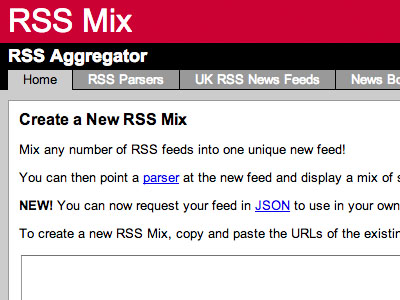 RSS Mix
RSS Aggregator
Home RSS Parsers UK RSS News Feeds News Bo
Create a New RSS Mix
Mix any number of RSS feeds into one unique new feed!
You can then point a parser at the new feed and display a mix of s
NEW! You can now request your feed in JSON to use in your own
To create a new RSS Mix, copy and paste the URLs of the existin